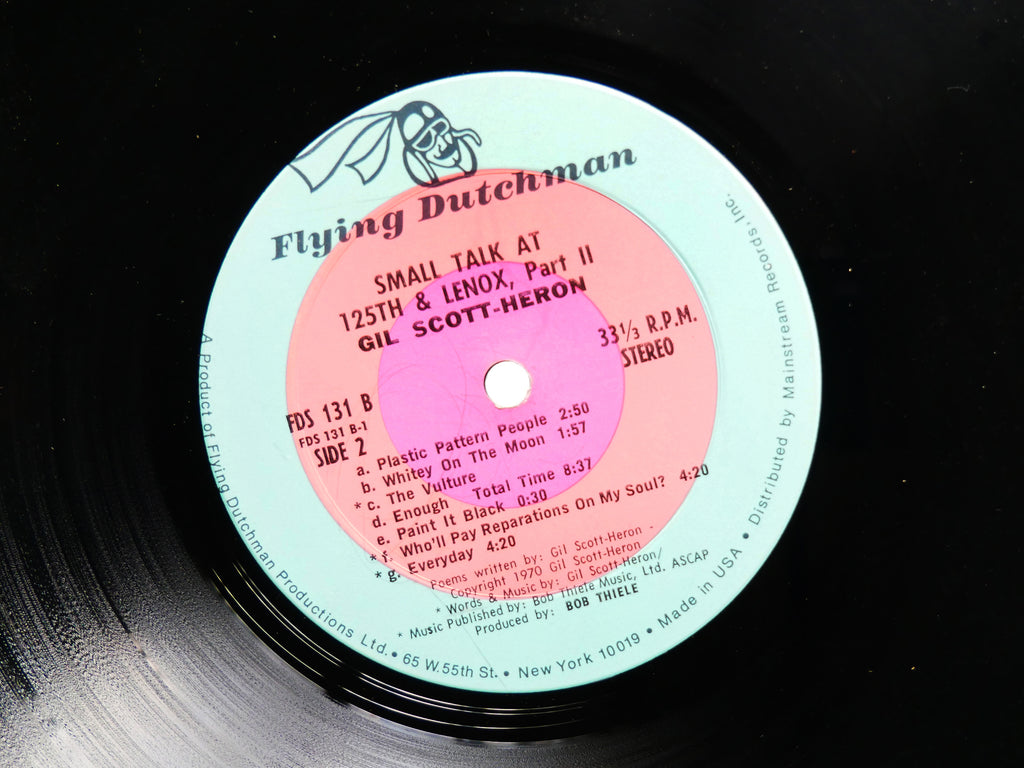 Flying Dutchman
SMALL TALK AT
125TH & LENOX, Part II
GIL SCOTT-HERON
33⅓ R.P.M.
STEREO
FDS 131 B
FDS 131 B-1
SIDE 2
a. Plastic Pattern People 2:50
b. Whitey On The Moon 1:57
* c. The Vulture
d. Enough Total Time 8:37
e. Paint It Black 0:30
* f. Who'll Pay Reparations On My Soul? 4:20
* g. Everyday 4:20
Poems written by: Gil Scott-Heron -
Copyright 1970 Gil Scott-Heron
* Words & Music by: Gil Scott-Heron/
* Music Published by: Bob Thiele Music, Ltd. ASCAP
Produced by: BOB THIELE
A Product of Flying Dutchman Productions Ltd. • 65 W. 55th St. • New York 10019 • Made in USA • Distributed by Mainstream Records, Inc.